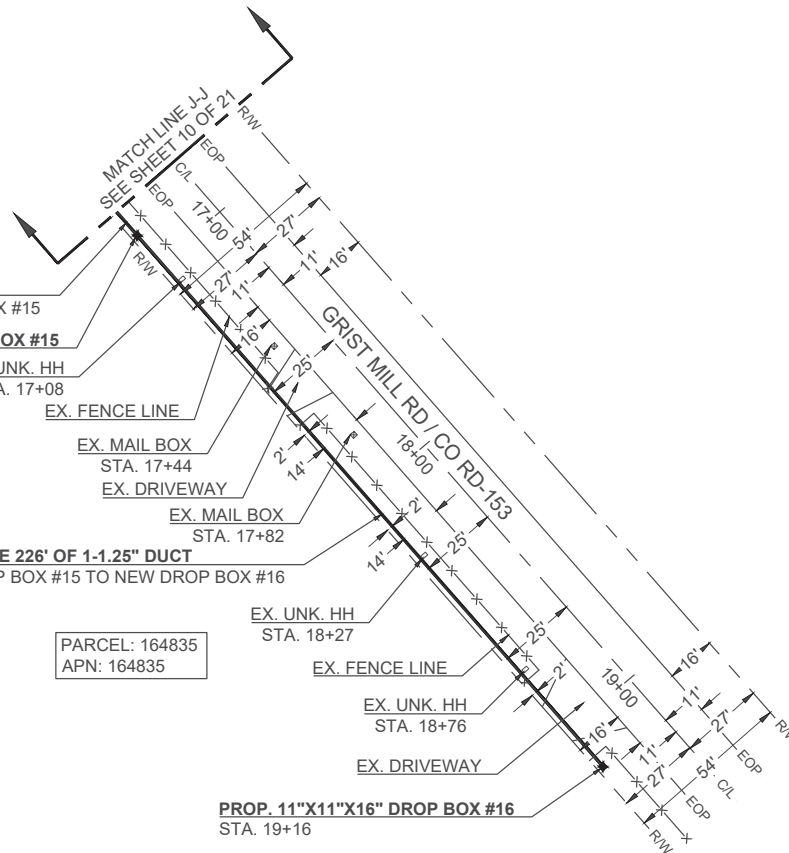 MATCH LINE J-J
SEE SHEET 10 OF 21
R/W
EOP
C/L
EOP
R/W
17+00
54'
27'
27'
11'
11'
16'
16'
25'
X #15
OX #15
UNK. HH
A. 17+08
EX. FENCE LINE
EX. MAIL BOX
STA. 17+44
EX. DRIVEWAY
EX. MAIL BOX
STA. 17+82
2'
14'
GRIST MILL RD / CO RD-153
18+00
E 226' OF 1-1.25" DUCT
P BOX #15 TO NEW DROP BOX #16
2'
14'
25'
EX. UNK. HH
STA. 18+27
PARCEL: 164835
APN: 164835
EX. FENCE LINE
25'
EX. UNK. HH
STA. 18+76
2'
19+00
EX. DRIVEWAY
16'
16'
11'
11'
27'
27'
54'
R/W
EOP
C/L
EOP
R/W
PROP. 11"X11"X16" DROP BOX #16
STA. 19+16